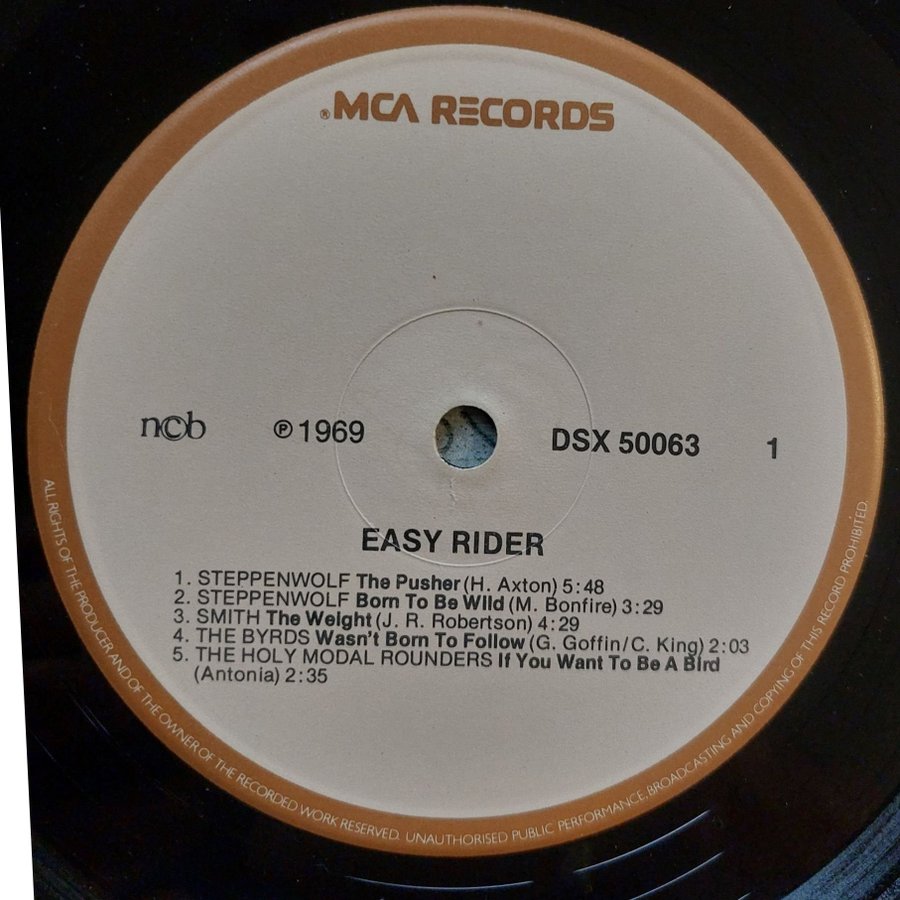 ® MCA RECORDS
n©b ℗ 1969 DSX 50063 1
EASY RIDER
1. STEPPENWOLF The Pusher (H. Axton) 5:48
2. STEPPENWOLF Born To Be Wild (M. Bonfire) 3:29
3. SMITH The Weight (J. R. Robertson) 4:29
4. THE BYRDS Wasn't Born To Follow (G. Goffin/C. King) 2:03
5. THE HOLY MODAL ROUNDERS If You Want To Be A Bird
(Antonia) 2:35
ALL RIGHTS OF THE PRODUCER AND OF THE OWNER OF THE RECORDED WORK RESERVED. UNAUTHORISED PUBLIC PERFORMANCE, BROADCASTING AND COPYING OF THIS RECORD PROHIBITED.